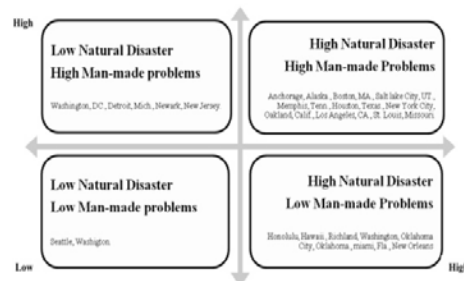 High
Low Natural Disaster
High Man-made problems
Washington, DC , Detroit, Mich , Newark, New Jersey
High Natural Disaster
High Man-made Problems
Anchorage, Alaska , Boston, MA , Salt lake City, UT ,
Memphis, Tenn , Houston, Texas , New York City,
Oakland, Calif , Los Angeles, CA , St. Louis, Missouri
Low Natural Disaster
Low Man-made problems
Seattle, Washigton
High Natural Disaster
Low Man-made Problems
Honolulu, Hawaii , Richland, Washington, Oklahoma
City, Oklahoma , miami, Fla , New Orleans
Low
High